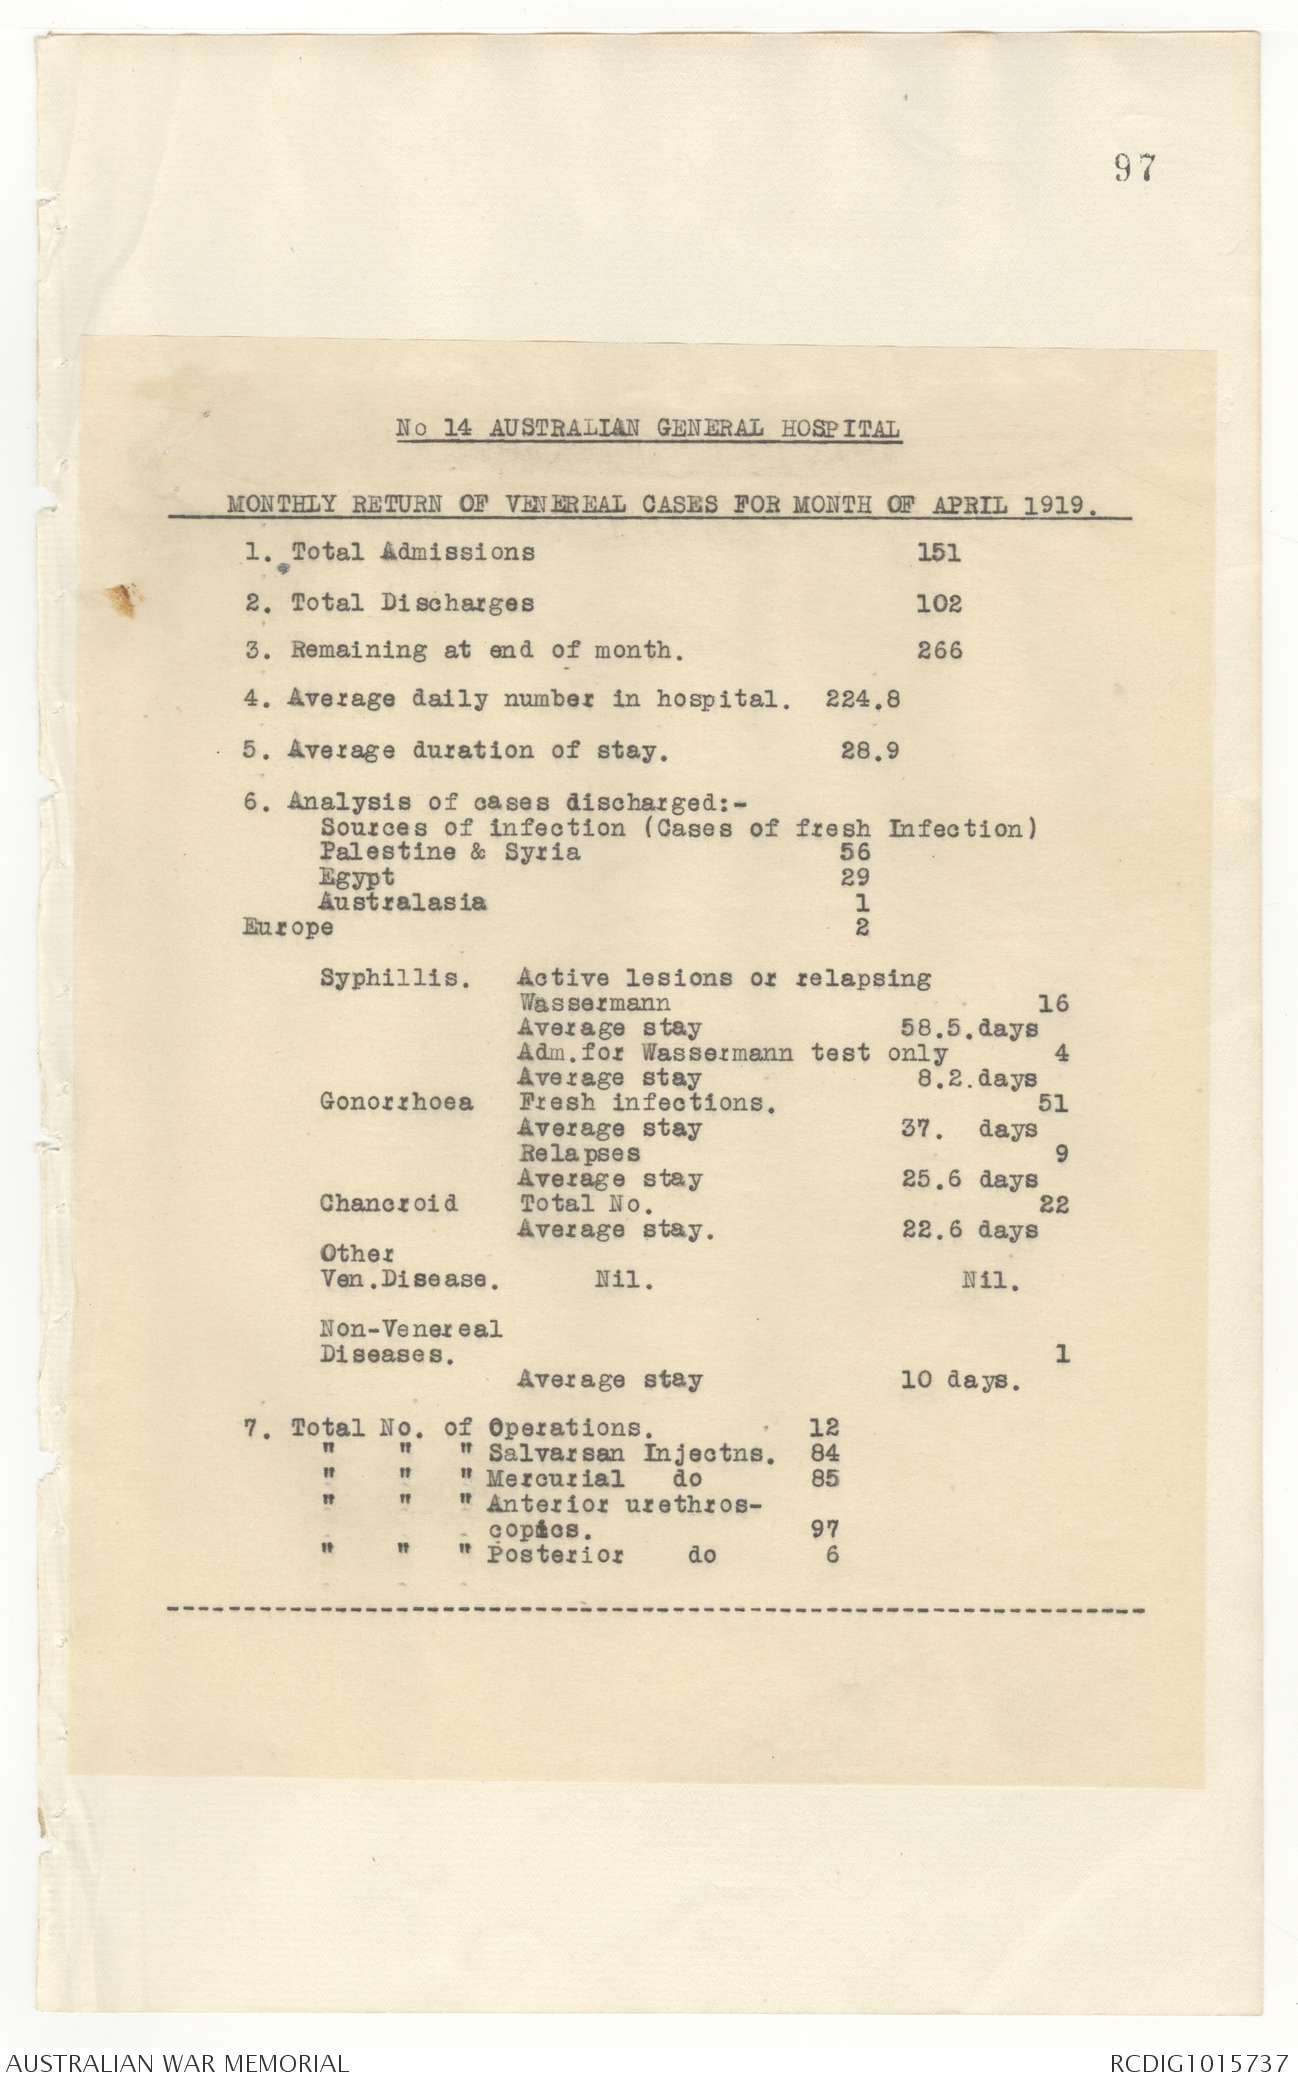 97
No 14 AUSTRALIAN GENERAL HOSPITAL
MONTHLY RETURN OF VENEREAL CASES FOR MONTH OF APRIL 1919.
1. Total Admissions 151
2. Total Discharges 102
3. Remaining at end of month. 266
4. Average daily number in hospital. 224.8
5. Average duration of stay. 28.9
6. Analysis of cases discharged:-
Sources of infection (Cases of fresh Infection)
Palestine & Syria 56
Egypt 29
Australasia 1
Europe 2
Syphillis. Active lesions or relapsing
Wassermann 16
Average stay 58.5.days
Adm.for Wassermann test only 4
Average stay 8.2.days
Gonorrhoea Fresh infections. 51
Average stay 37. days
Relapses 9
Average stay 25.6 days
Chancroid Total No. 22
Average stay. 22.6 days
Other
Ven.Disease. Nil. Nil.
Non-Venereal
Diseases. 1
Average stay 10 days.
7. Total No. of Operations. 12
" " " Salvarsan Injectns. 84
" " " Mercurial do 85
" " " Anterior urethros-
copics. 97
" " " Posterior do 6
AUSTRALIAN WAR MEMORIAL RCDIG1015737